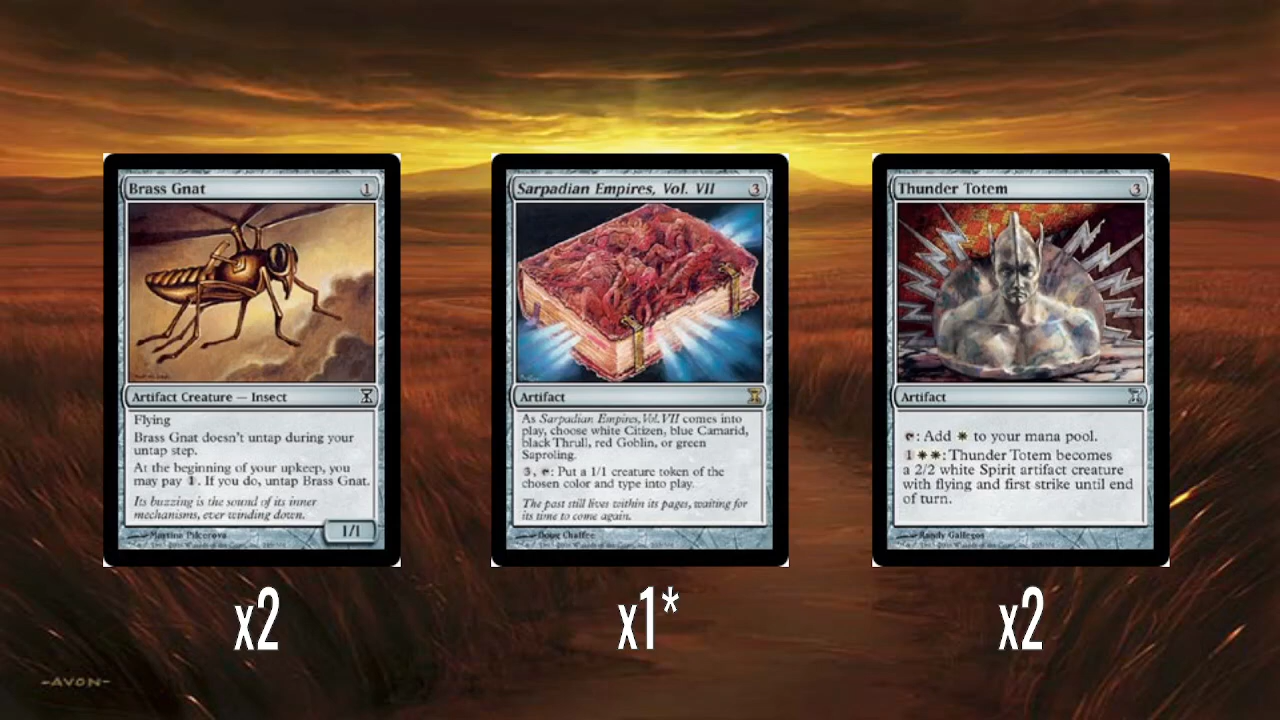 Brass Gnat 1
Artifact Creature — Insect
Flying
Brass Gnat doesn't untap during your
untap step.
At the beginning of your upkeep, you
may pay 1. If you do, untap Brass Gnat.
Its buzzing is the sound of its inner
mechanisms, ever winding down.
1/1
Martina Pilcerova
x2
Sarpadian Empires, Vol. VII 3
Artifact
As Sarpadian Empires, Vol. VII comes into
play, choose white Citizen, blue Camarid,
black Thrull, red Goblin, or green
Saproling.
3, : Put a 1/1 creature token of the
chosen color and type into play.
The past still lives within its pages, waiting for
its time to come again.
Doug Chaffee
x1*
Thunder Totem 3
Artifact
: Add to your mana pool.
1 : Thunder Totem becomes
a 2/2 white Spirit artifact creature
with flying and first strike until end
of turn.
Randy Gallegos
x2
-AVON-